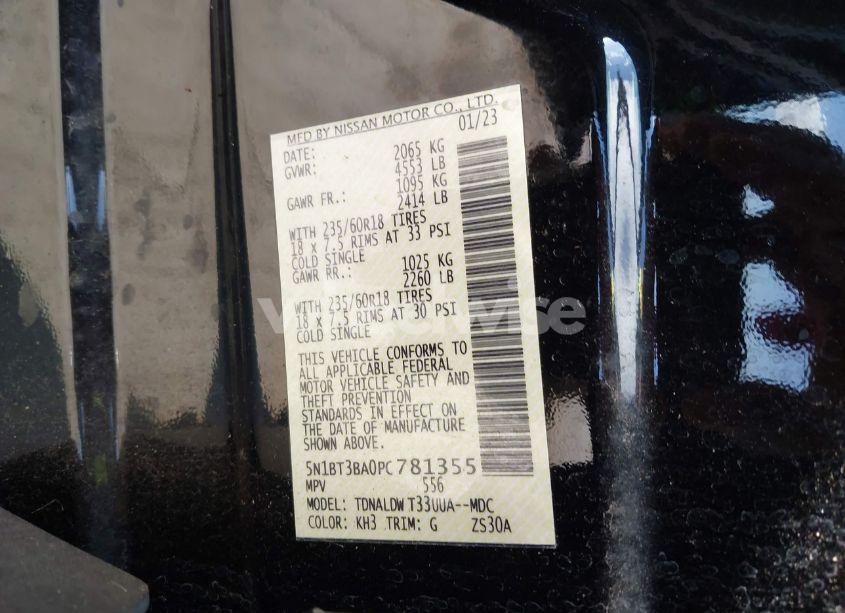 MFD BY NISSAN MOTOR CO., LTD.
DATE: 01/23
GVWR: 2065 KG
4553 LB
GAWR FR.: 1095 KG
2414 LB
WITH 235/60R18 TIRES
18 x 7.5 RIMS AT 33 PSI
COLD SINGLE
GAWR RR.: 1025 KG
2260 LB
WITH 235/60R18 TIRES
18 x 7.5 RIMS AT 30 PSI
COLD SINGLE
THIS VEHICLE CONFORMS TO
ALL APPLICABLE FEDERAL
MOTOR VEHICLE SAFETY AND
THEFT PREVENTION
STANDARDS IN EFFECT ON
THE DATE OF MANUFACTURE
SHOWN ABOVE.
5N1BT3BA0PC781355
MPV 556
MODEL: TDNALDW T33UUA--MDC
COLOR: KH3 TRIM: G ZS30A